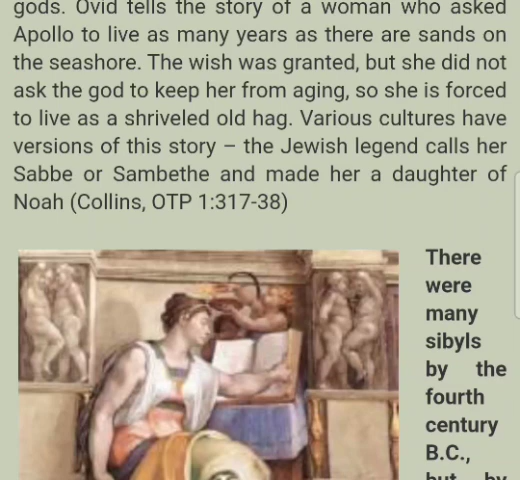 gods. Ovid tells the story of a woman who asked
Apollo to live as many years as there are sands on
the seashore. The wish was granted, but she did not
ask the god to keep her from aging, so she is forced
to live as a shriveled old hag. Various cultures have
versions of this story – the Jewish legend calls her
Sabbe or Sambethe and made her a daughter of
Noah (Collins, OTP 1:317-38)
There
were
many
sibyls
by the
fourth
century
B.C.,
but by